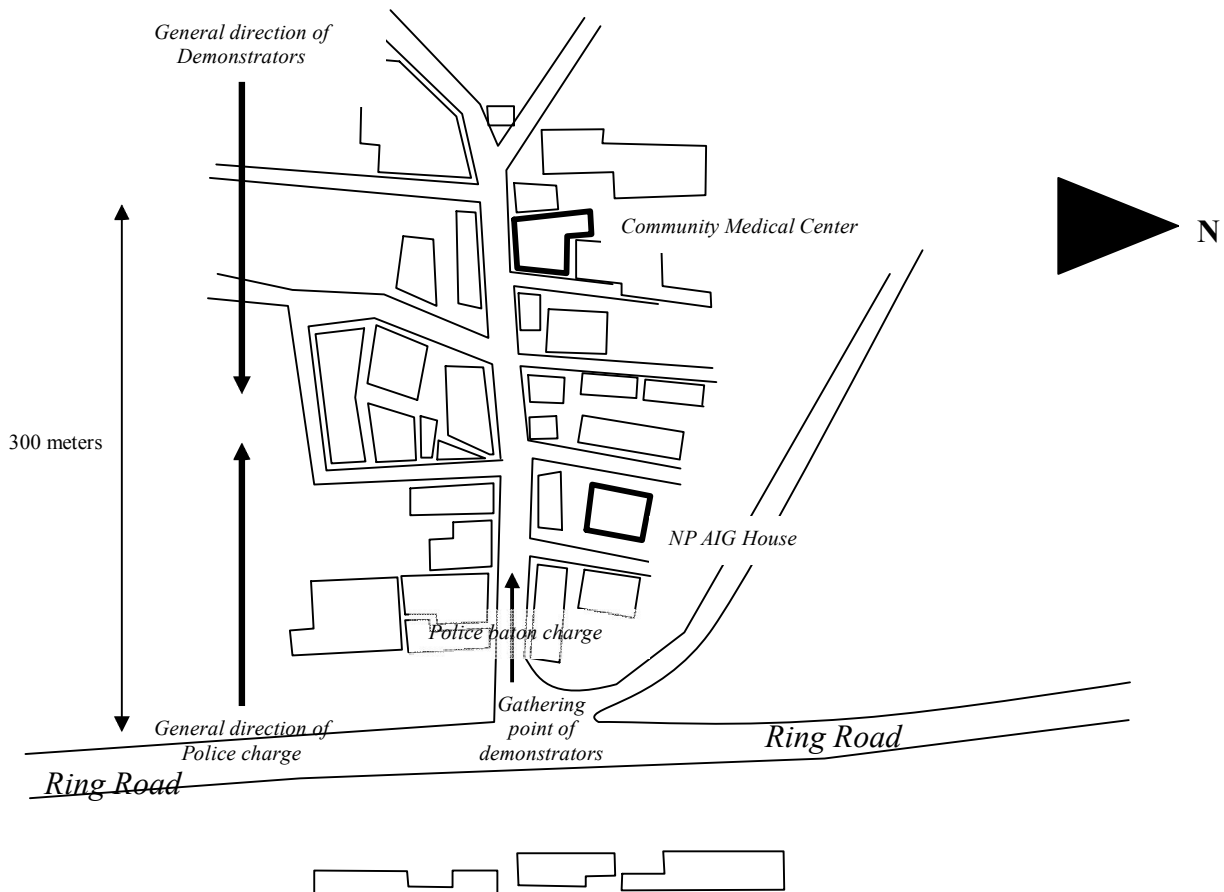 General direction of
Demonstrators
Community Medical Center
N
300 meters
NP AIG House
Police baton charge
Gathering
point of
demonstrators
General direction of
Police charge
Ring Road
Ring Road